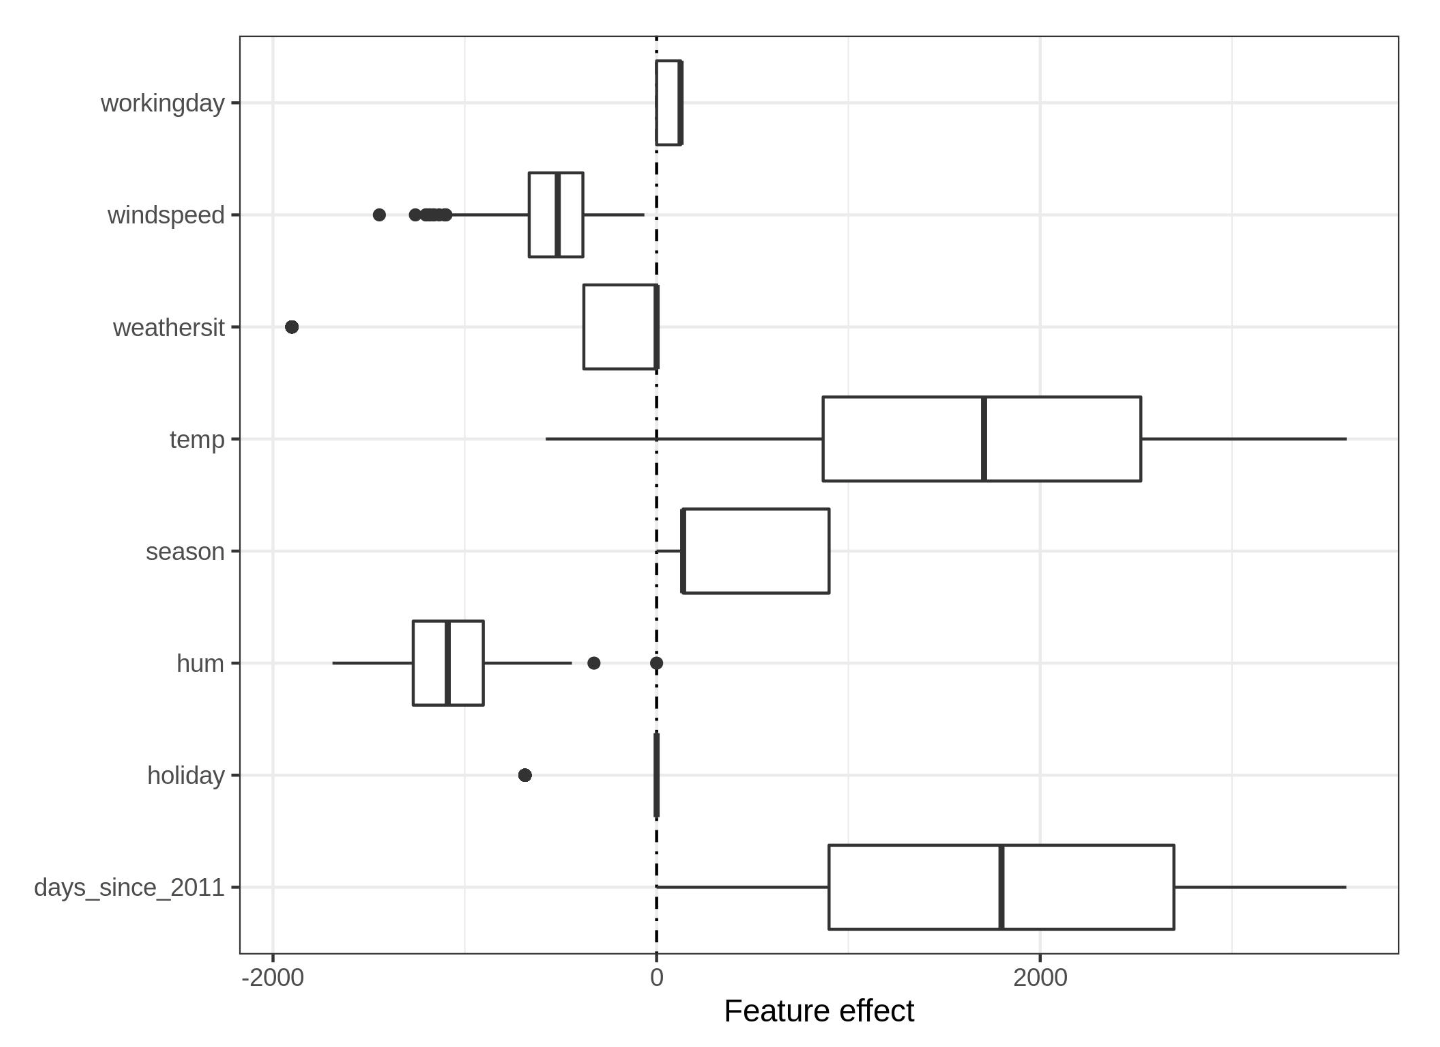 workingday
windspeed
weathersit
temp
season
hum
holiday
days_since_2011
-2000 0 2000
Feature effect